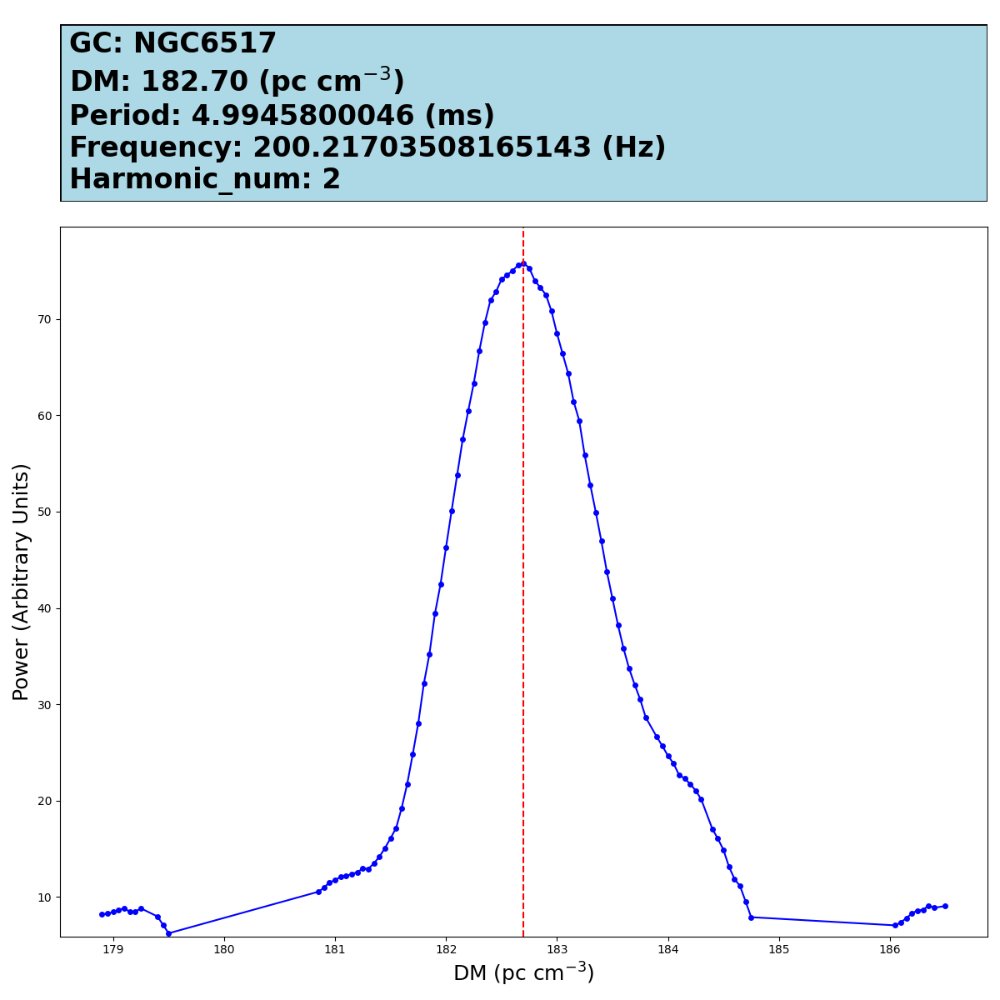 GC: NGC6517
DM: 182.70 (pc cm⁻³)
Period: 4.9945800046 (ms)
Frequency: 200.21703508165143 (Hz)
Harmonic_num: 2
Power (Arbitrary Units)
70
60
50
40
30
20
10
179 180 181 182 183 184 185 186
DM (pc cm⁻³)